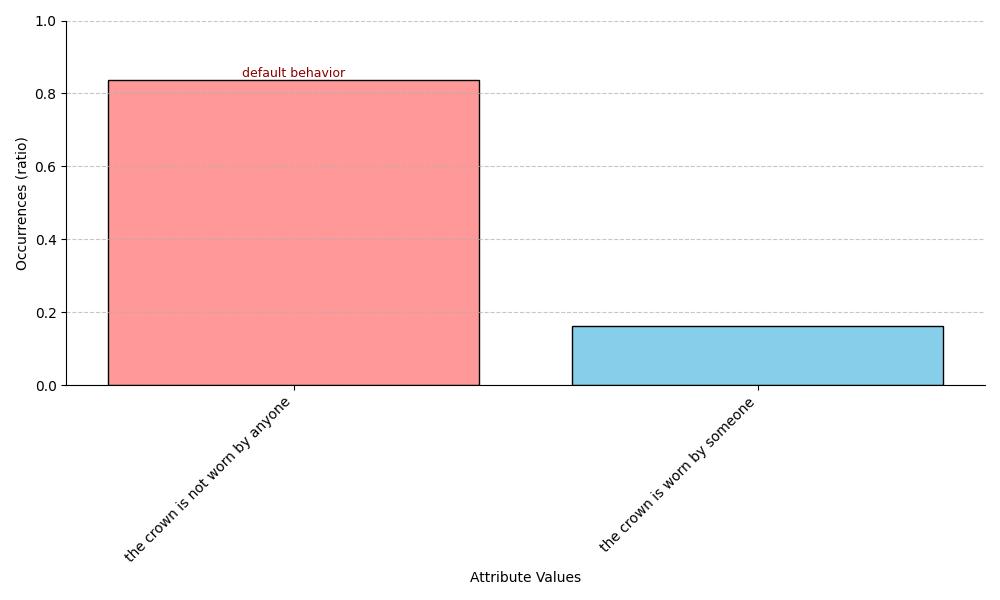 default behavior
1.0
0.8
0.6
0.4
0.2
0.0
Occurrences (ratio)
the crown is not worn by anyone
the crown is worn by someone
Attribute Values